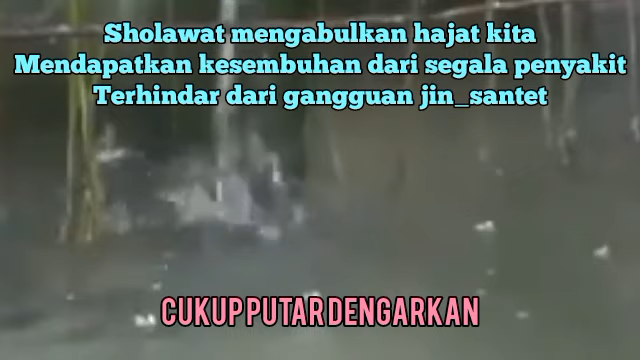 Sholawat mengabulkan hajat kita
Mendapatkan kesembuhan dari segala penyakit
Terhindar dari gangguan jin_santet
CUKUP PUTAR DENGARKAN